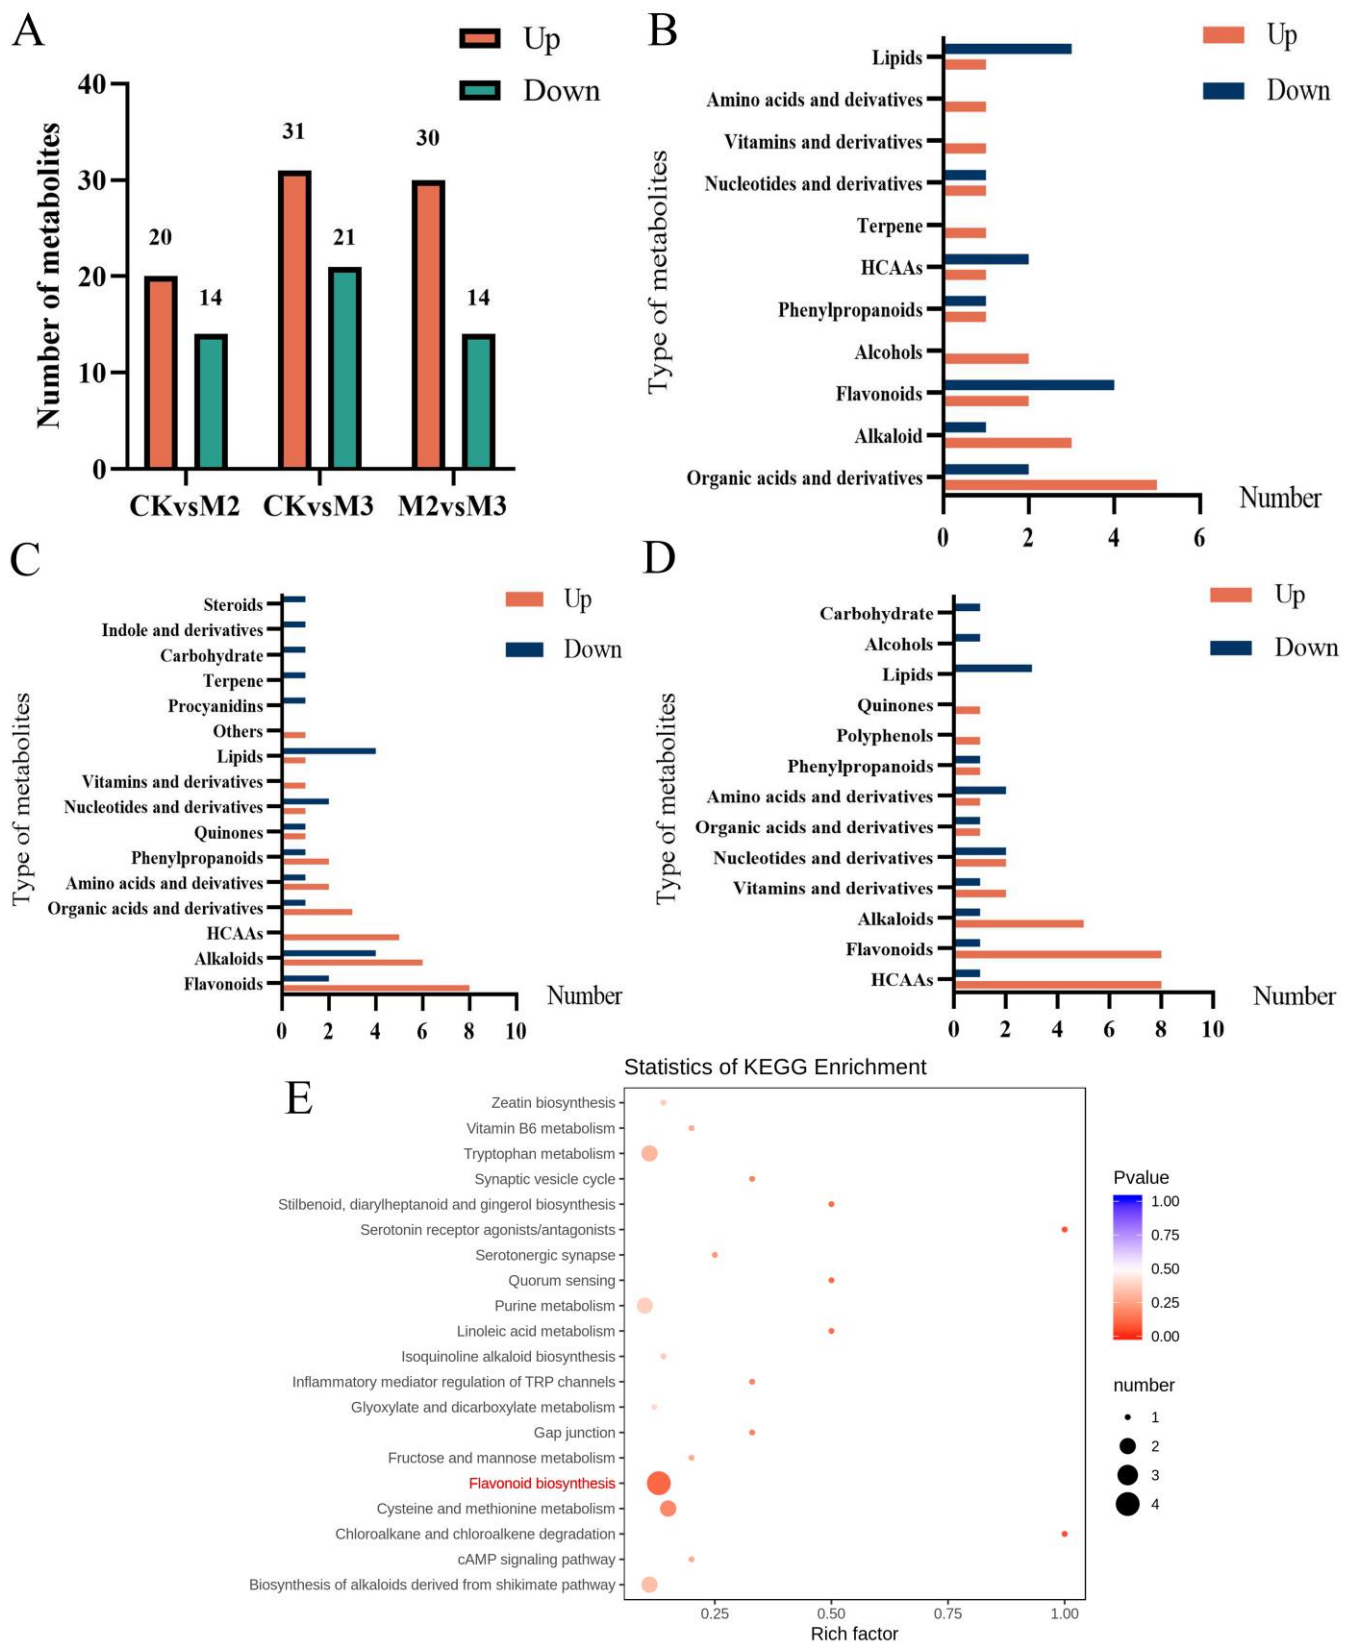 A
Up
Down
Number of metabolites
40
30
20
10
0
20
14
31
21
30
14
CKvsM2
CKvsM3
M2vsM3
B
Up
Down
Type of metabolites
Lipids
Amino acids and deivatives
Vitamins and derivatives
Nucleotides and derivatives
Terpene
HCAAs
Phenylpropanoids
Alcohols
Flavonoids
Alkaloid
Organic acids and derivatives
Number
0 2 4 6
C
Up
Down
Type of metabolites
Steroids
Indole and derivatives
Carbohydrate
Terpene
Procyanidins
Others
Lipids
Vitamins and derivatives
Nucleotides and derivatives
Quinones
Phenylpropanoids
Amino acids and deivatives
Organic acids and derivatives
HCAAs
Alkaloids
Flavonoids
Number
0 2 4 6 8 10
D
Up
Down
Type of metabolites
Carbohydrate
Alcohols
Lipids
Quinones
Polyphenols
Phenylpropanoids
Amino acids and derivatives
Organic acids and derivatives
Nucleotides and derivatives
Vitamins and derivatives
Alkaloids
Flavonoids
HCAAs
Number
0 2 4 6 8 10
E
Statistics of KEGG Enrichment
Zeatin biosynthesis
Vitamin B6 metabolism
Tryptophan metabolism
Synaptic vesicle cycle
Stilbenoid, diarylheptanoid and gingerol biosynthesis
Serotonin receptor agonists/antagonists
Serotonergic synapse
Quorum sensing
Purine metabolism
Linoleic acid metabolism
Isoquinoline alkaloid biosynthesis
Inflammatory mediator regulation of TRP channels
Glyoxylate and dicarboxylate metabolism
Gap junction
Fructose and mannose metabolism
Flavonoid biosynthesis
Cysteine and methionine metabolism
Chloroalkane and chloroalkene degradation
cAMP signaling pathway
Biosynthesis of alkaloids derived from shikimate pathway
0.25 0.50 0.75 1.00
Rich factor
Pvalue
1.00
0.75
0.50
0.25
0.00
number
1
2
3
4